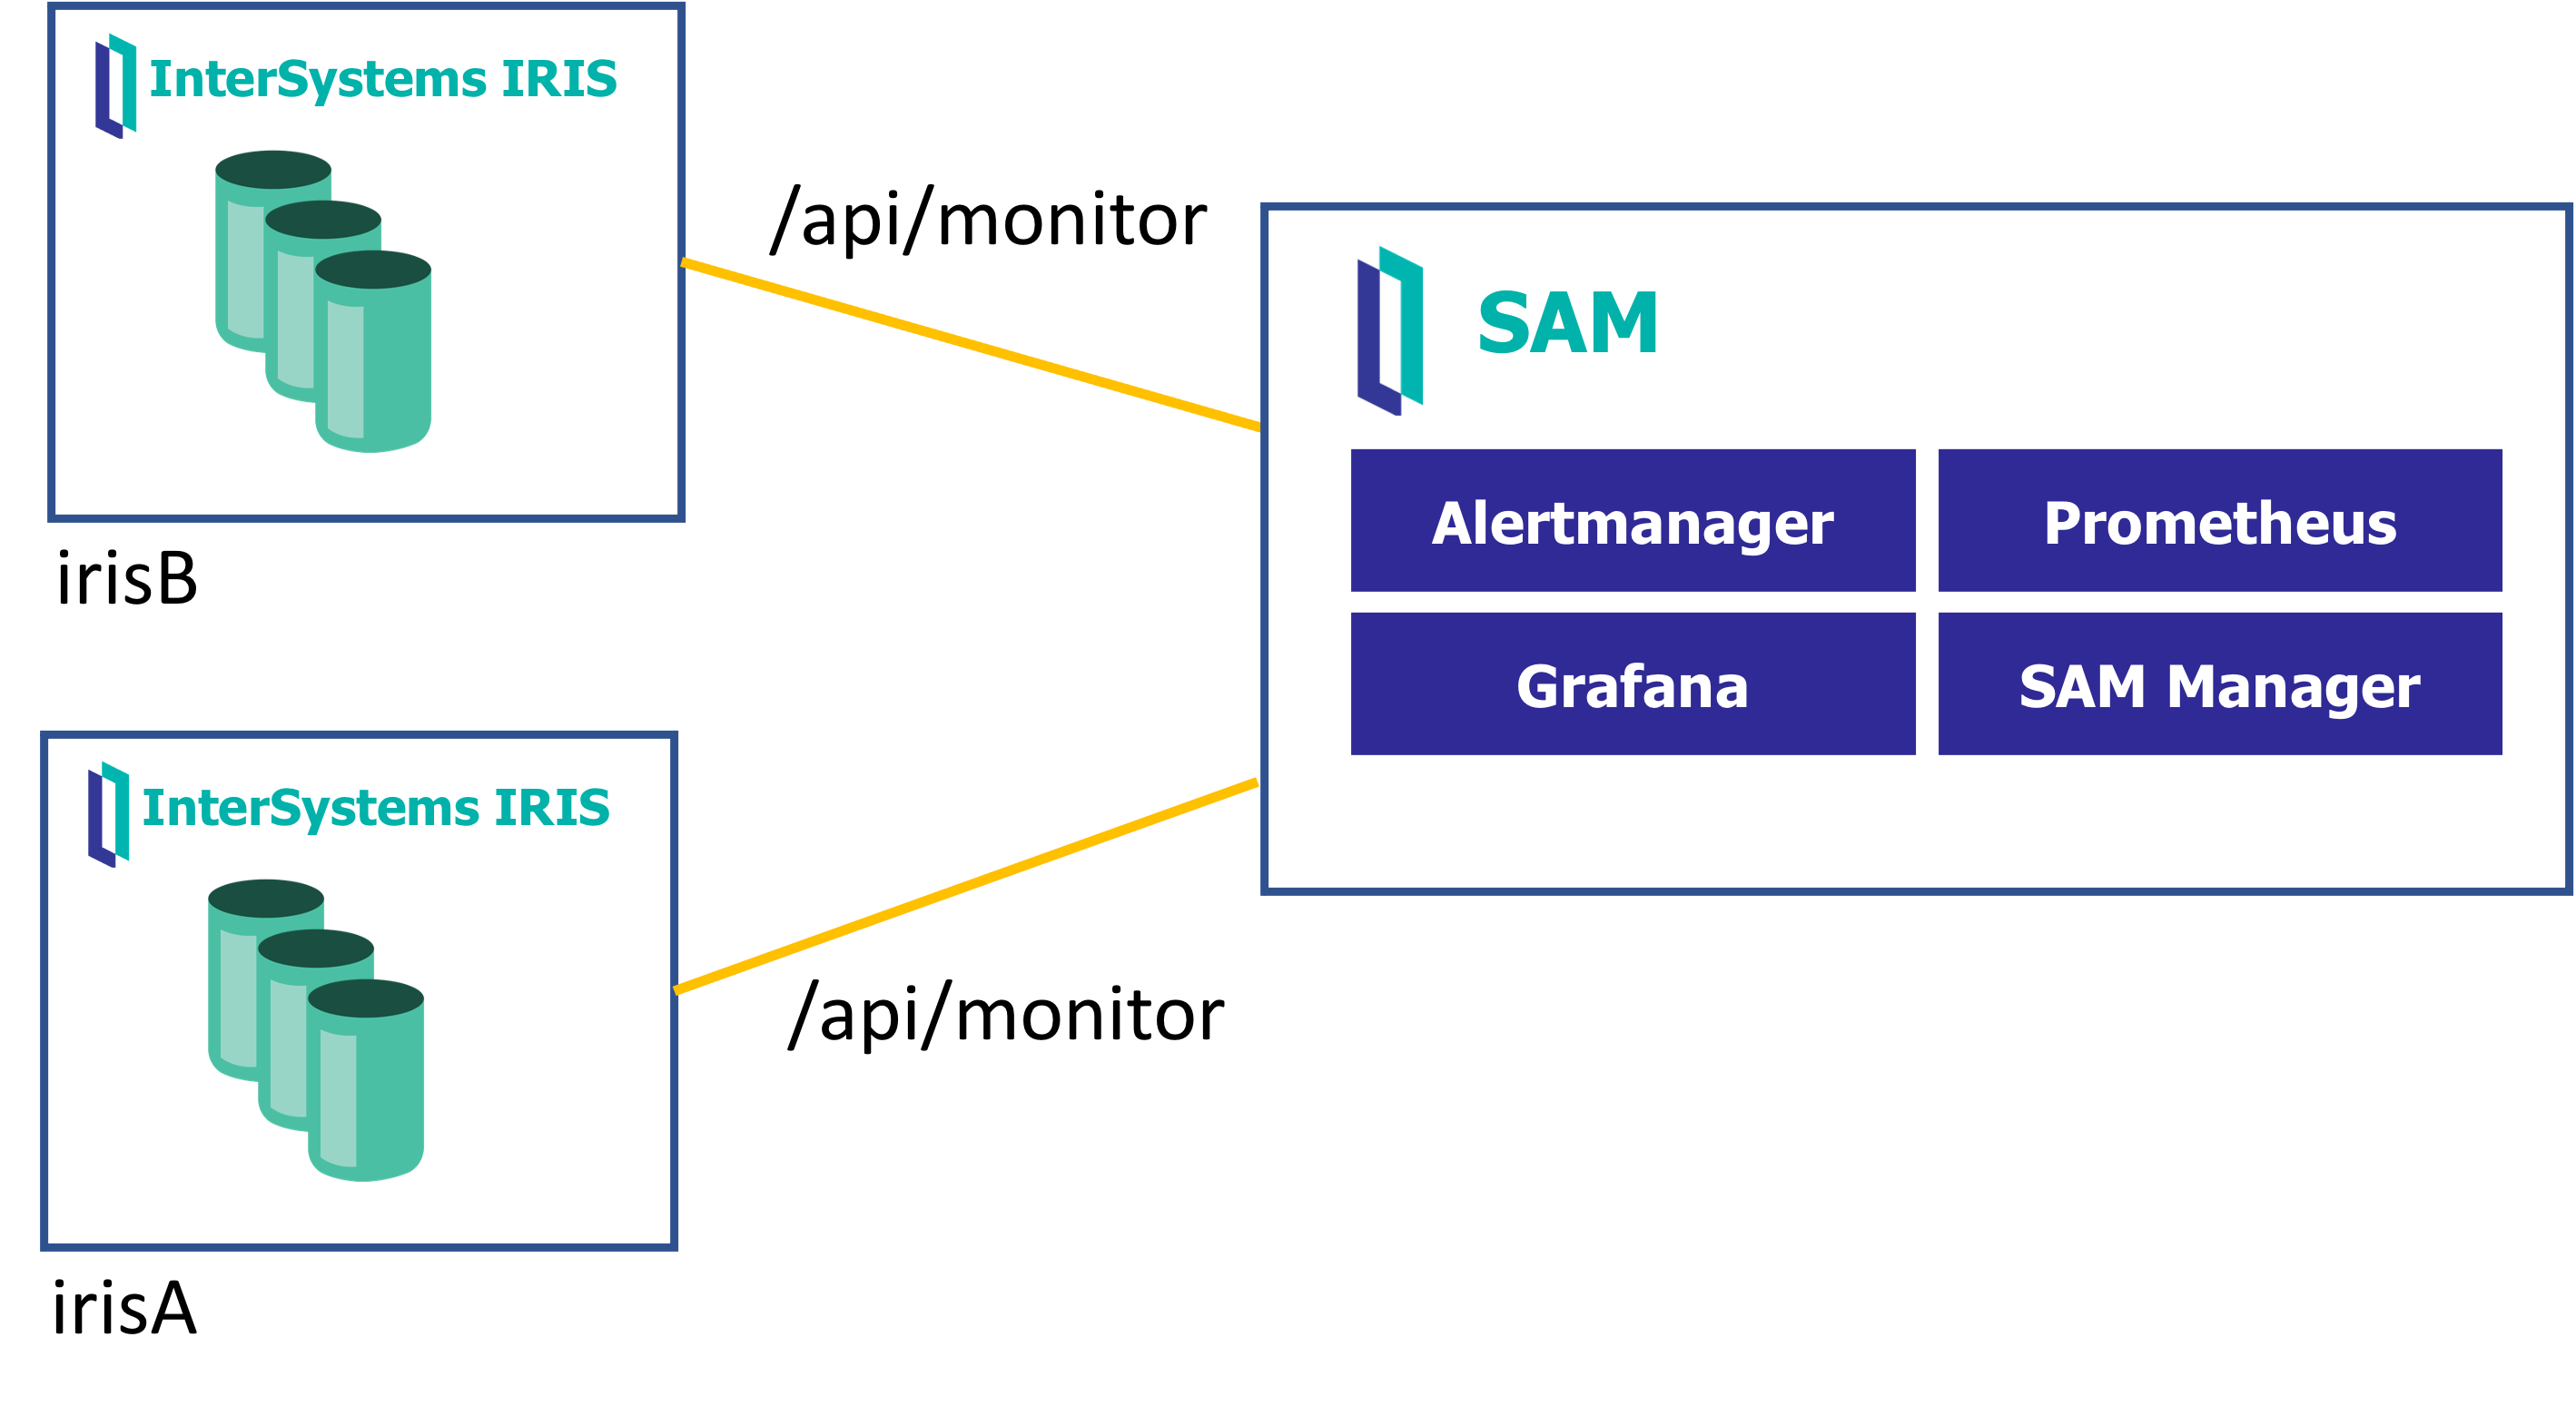 InterSystems IRIS
irisB
/api/monitor
SAM
Alertmanager
Prometheus
Grafana
SAM Manager
InterSystems IRIS
irisA
/api/monitor